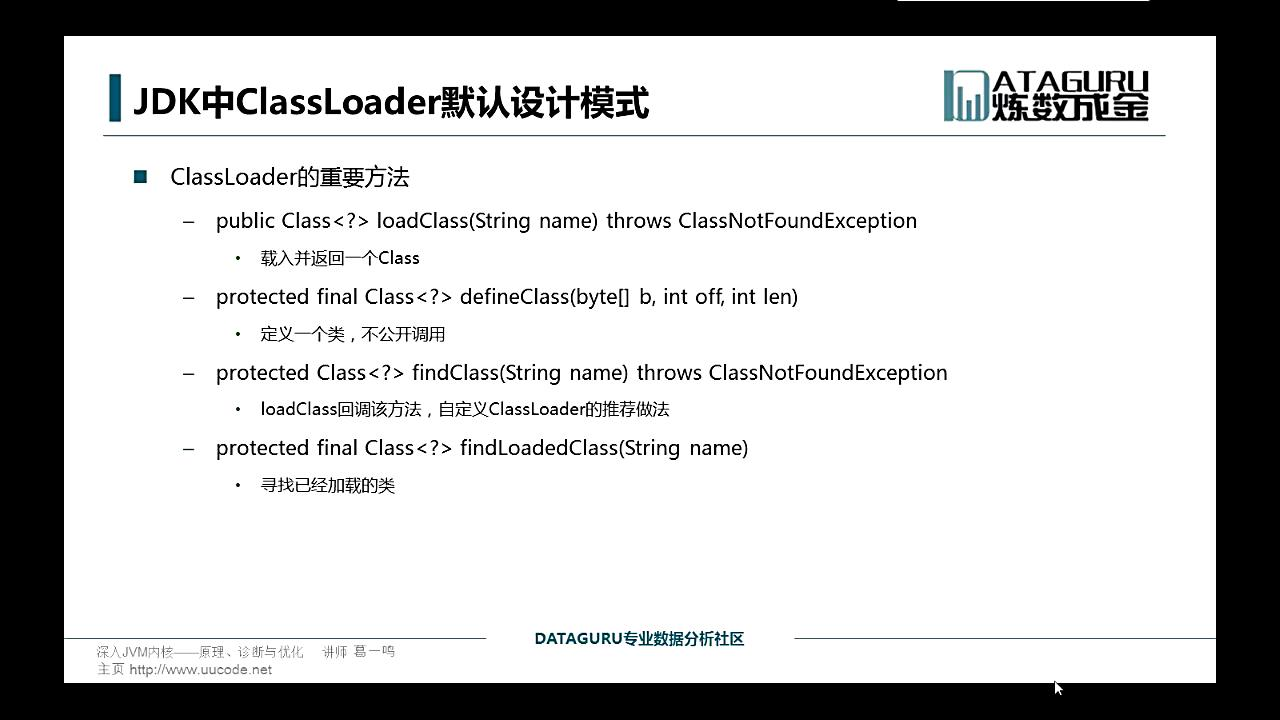 JDK中ClassLoader默认设计模式
ATAGURU
炼数成金
ClassLoader的重要方法
– public Class<?> loadClass(String name) throws ClassNotFoundException
• 载入并返回一个Class
– protected final Class<?> defineClass(byte[] b, int off, int len)
• 定义一个类，不公开调用
– protected Class<?> findClass(String name) throws ClassNotFoundException
• loadClass回调该方法，自定义ClassLoader的推荐做法
– protected final Class<?> findLoadedClass(String name)
• 寻找已经加载的类
DATAGURU专业数据分析社区
深入JVM内核——原理、诊断与优化 讲师 葛一鸣
主页 http://www.uucode.net